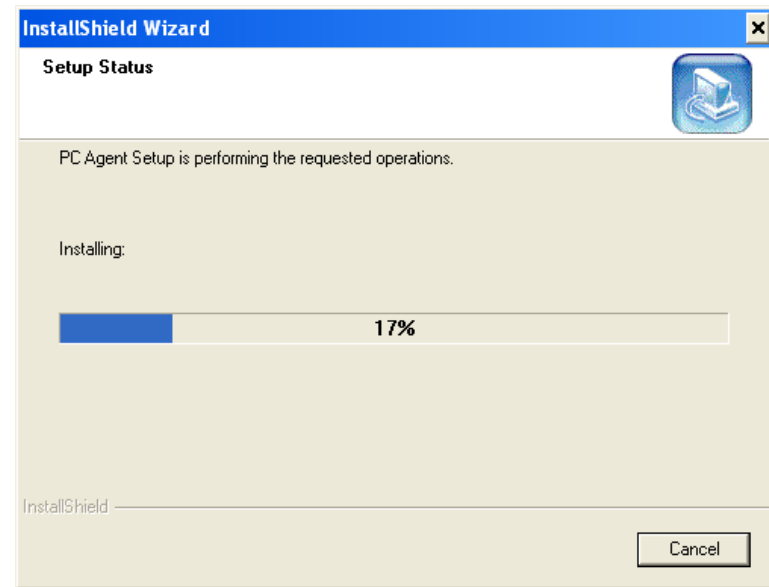 InstallShield Wizard
Setup Status
PC Agent Setup is performing the requested operations.
Installing:
17%
InstallShield
Cancel